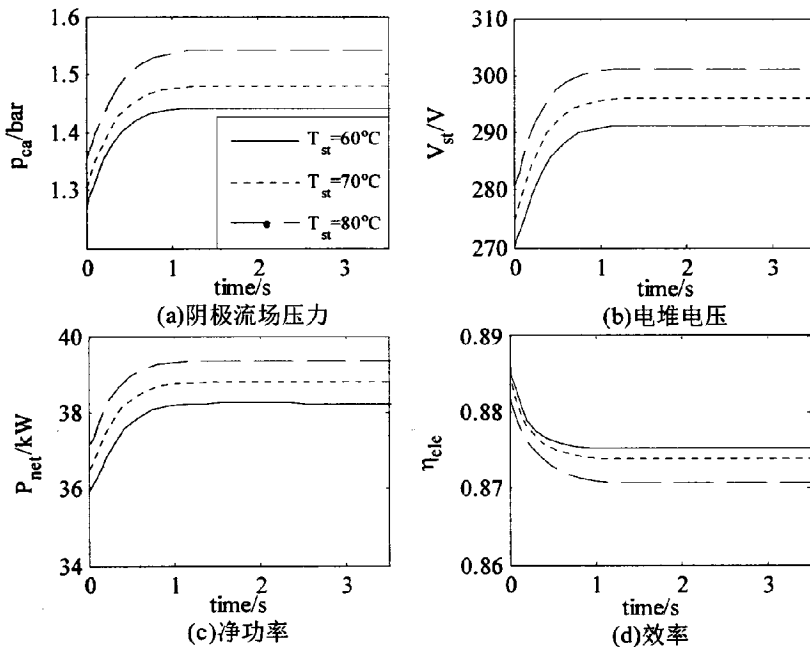 1.6
1.5
1.4
1.3
p_ca/bar
T_st=60°C
T_st=70°C
T_st=80°C
0 1 2 3
time/s
(a)阴极流场压力
310
300
290
280
270
V_st/V
0 1 2 3
time/s
(b)电堆电压
40
38
36
34
P_net/kW
0 1 2 3
time/s
(c)净功率
0.89
0.88
0.87
0.86
η_ele
0 1 2 3
time/s
(d)效率